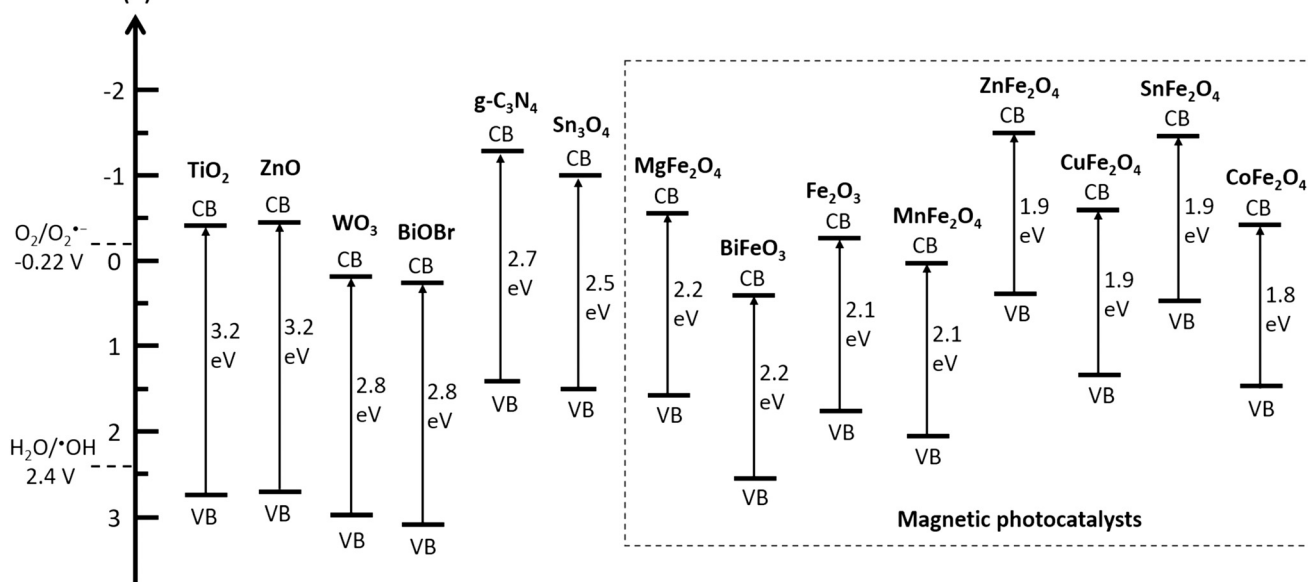 -2
-1
0
1
2
3
O₂/O₂•⁻
-0.22 V
H₂O/•OH
2.4 V
TiO₂
CB
3.2
eV
VB
ZnO
CB
3.2
eV
VB
WO₃
CB
2.8
eV
VB
BiOBr
CB
2.8
eV
VB
g-C₃N₄
CB
2.7
eV
VB
Sn₃O₄
CB
2.5
eV
VB
MgFe₂O₄
CB
2.2
eV
VB
BiFeO₃
CB
2.2
eV
VB
Fe₂O₃
CB
2.1
eV
VB
MnFe₂O₄
CB
2.1
eV
VB
ZnFe₂O₄
CB
1.9
eV
VB
CuFe₂O₄
CB
1.9
eV
VB
SnFe₂O₄
CB
1.9
eV
VB
CoFe₂O₄
CB
1.8
eV
VB
Magnetic photocatalysts